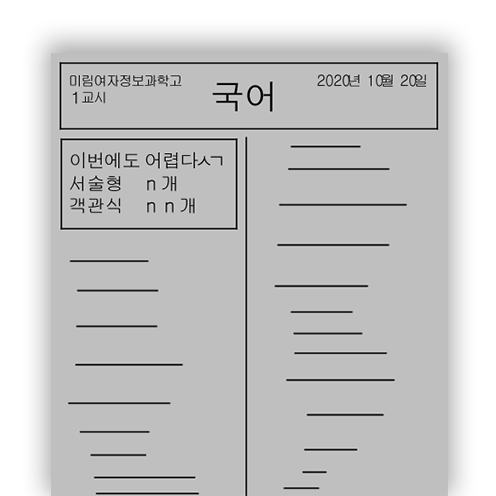 미림여자정보과학고
1교시
국어
2020년 10월 20일
이번에도 어렵다ㅅㄱ
서술형 n개
객관식 n n개